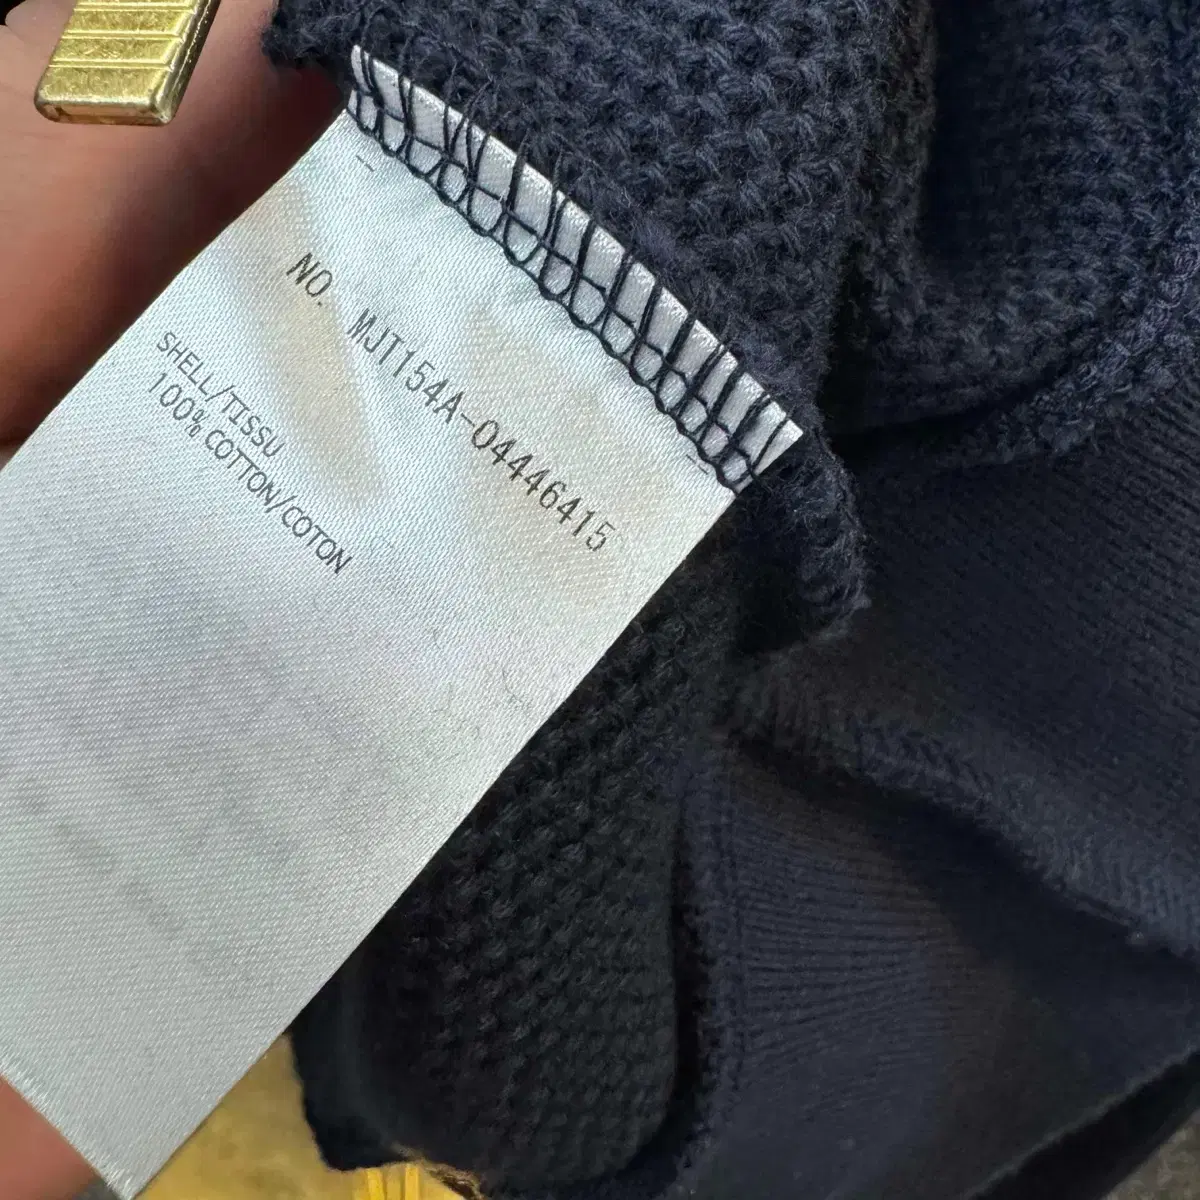 NO. MJT154A-04446415
SHELL/TISSU
100% COTTON/COTON